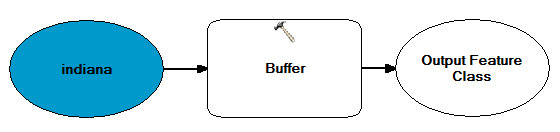 indiana
Buffer
Output Feature
Class